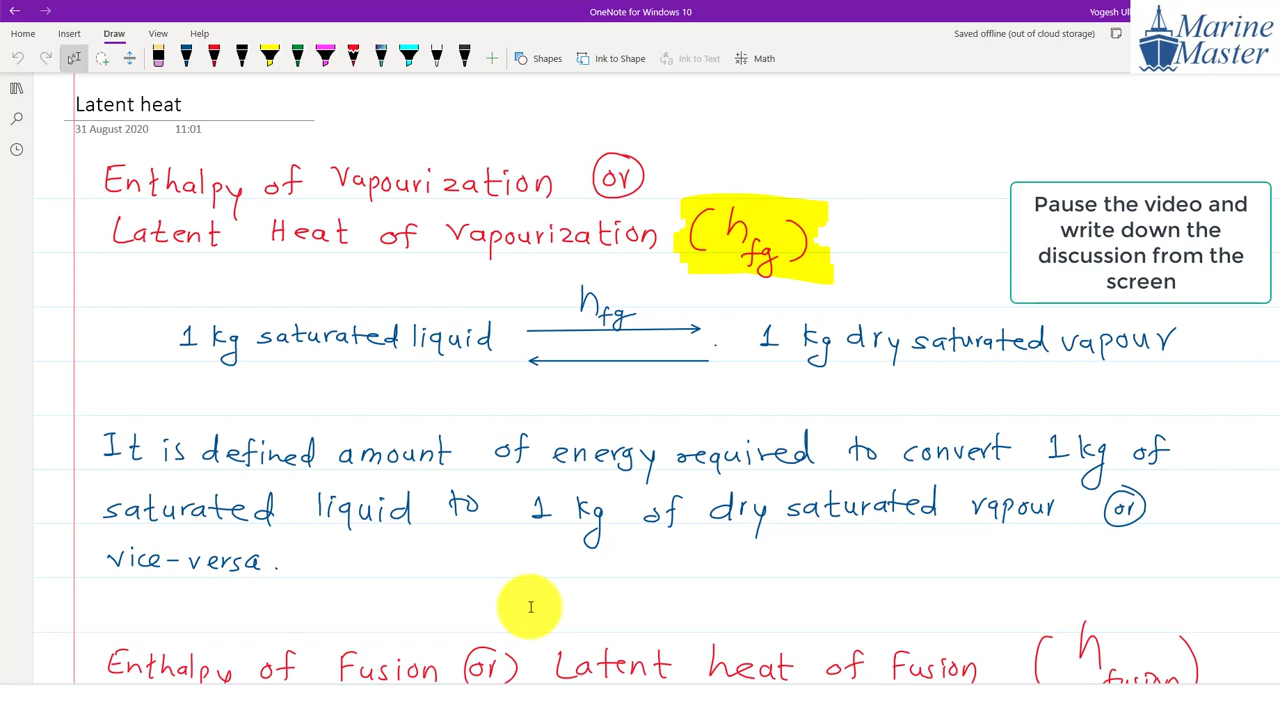 OneNote for Windows 10
Yogesh Ull
Home Insert Draw View Help
Saved offline (out of cloud storage)
Marine
Master
Shapes Ink to Shape Ink to Text Math
Latent heat
31 August 2020 11:01
Enthalpy of Vapourization or
Latent Heat of vapourization (hfg)
Pause the video and
write down the
discussion from the
screen
hfg
1 kg saturated liquid 1 kg dry saturated vapour
It is defined amount of energy required to convert 1 kg of
saturated liquid to 1 kg of dry saturated vapour or
vice-versa.
Enthalpy of Fusion or Latent heat of Fusion (hfusion)